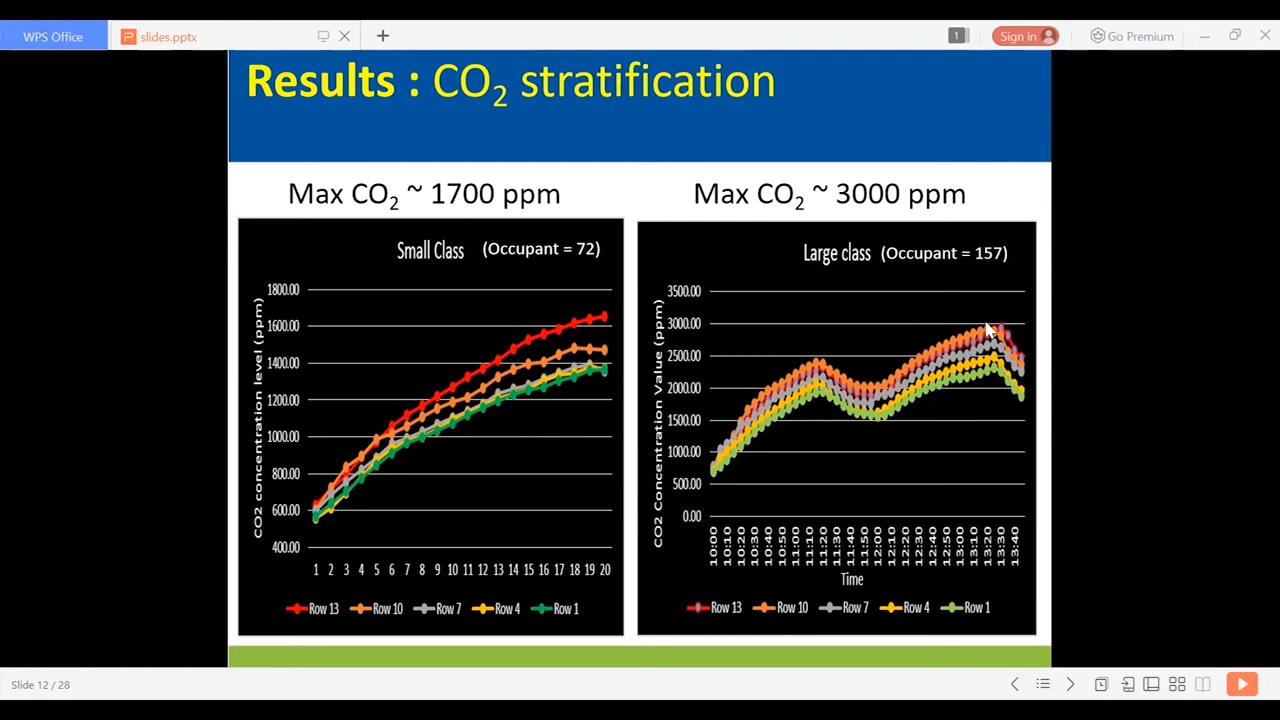 WPS Office
slides.pptx
1
Sign in
Go Premium
Results : CO2 stratification
Max CO2 ~ 1700 ppm
Max CO2 ~ 3000 ppm
Small Class (Occupant = 72)
1800.00
1600.00
1400.00
1200.00
1000.00
800.00
600.00
400.00
CO2 concentration level (ppm)
1 2 3 4 5 6 7 8 9 10 11 12 13 14 15 16 17 18 19 20
Row 13 Row 10 Row 7 Row 4 Row 1
Large class (Occupant = 157)
3500.00
3000.00
2500.00
2000.00
1500.00
1000.00
500.00
0.00
CO2 Concentration Value (ppm)
10:00 10:10 10:20 10:30 10:40 10:50 11:00 11:10 11:20 11:30 11:40 11:50 12:00 12:10 12:20 12:30 12:40 12:50 13:00 13:10 13:20 13:30 13:40
Time
Row 13 Row 10 Row 7 Row 4 Row 1
Slide 12 / 28